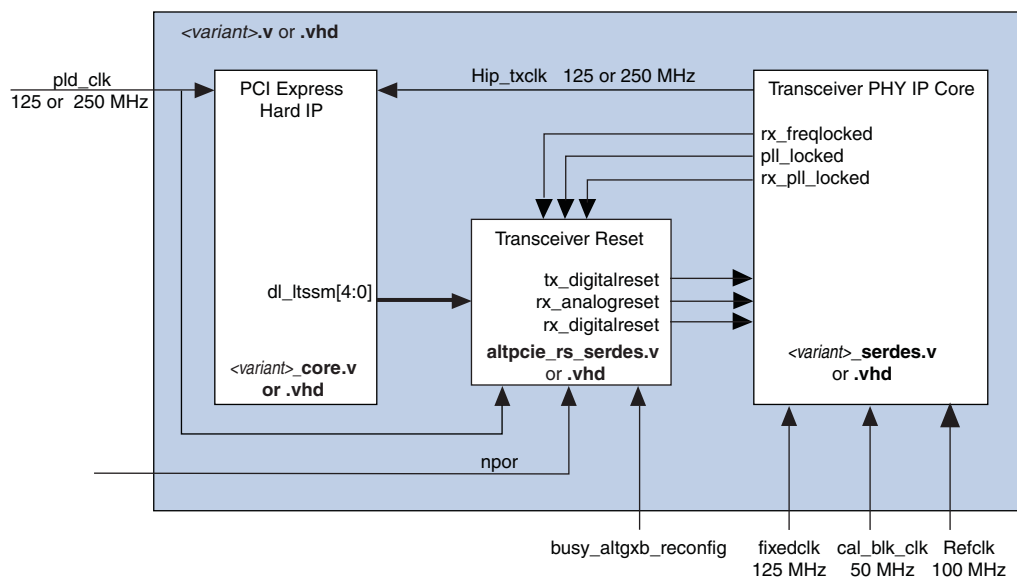 <variant>.v or .vhd
pld_clk
125 or 250 MHz
PCI Express
Hard IP
Hip_txclk 125 or 250 MHz
Transceiver PHY IP Core
rx_freqlocked
pll_locked
rx_pll_locked
Transceiver Reset
tx_digitalreset
rx_analogreset
rx_digitalreset
dl_ltssm[4:0]
altpcie_rs_serdes.v
or .vhd
<variant>_core.v
or .vhd
<variant>_serdes.v
or .vhd
npor
busy_altgxb_reconfig
fixedclk
125 MHz
cal_blk_clk
50 MHz
Refclk
100 MHz